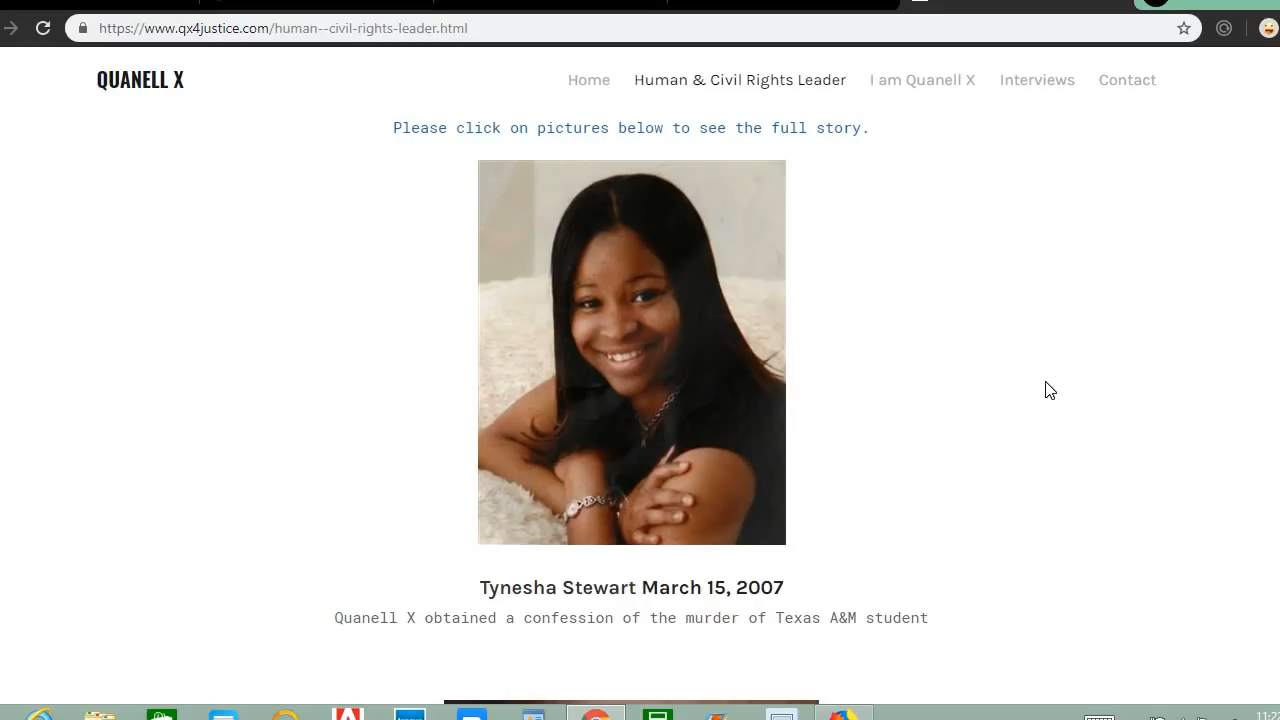 https://www.qx4justice.com/human--civil-rights-leader.html
QUANELL X
Home Human & Civil Rights Leader I am Quanell X Interviews Contact
Please click on pictures below to see the full story.
Tynesha Stewart March 15, 2007
Quanell X obtained a confession of the murder of Texas A&M student